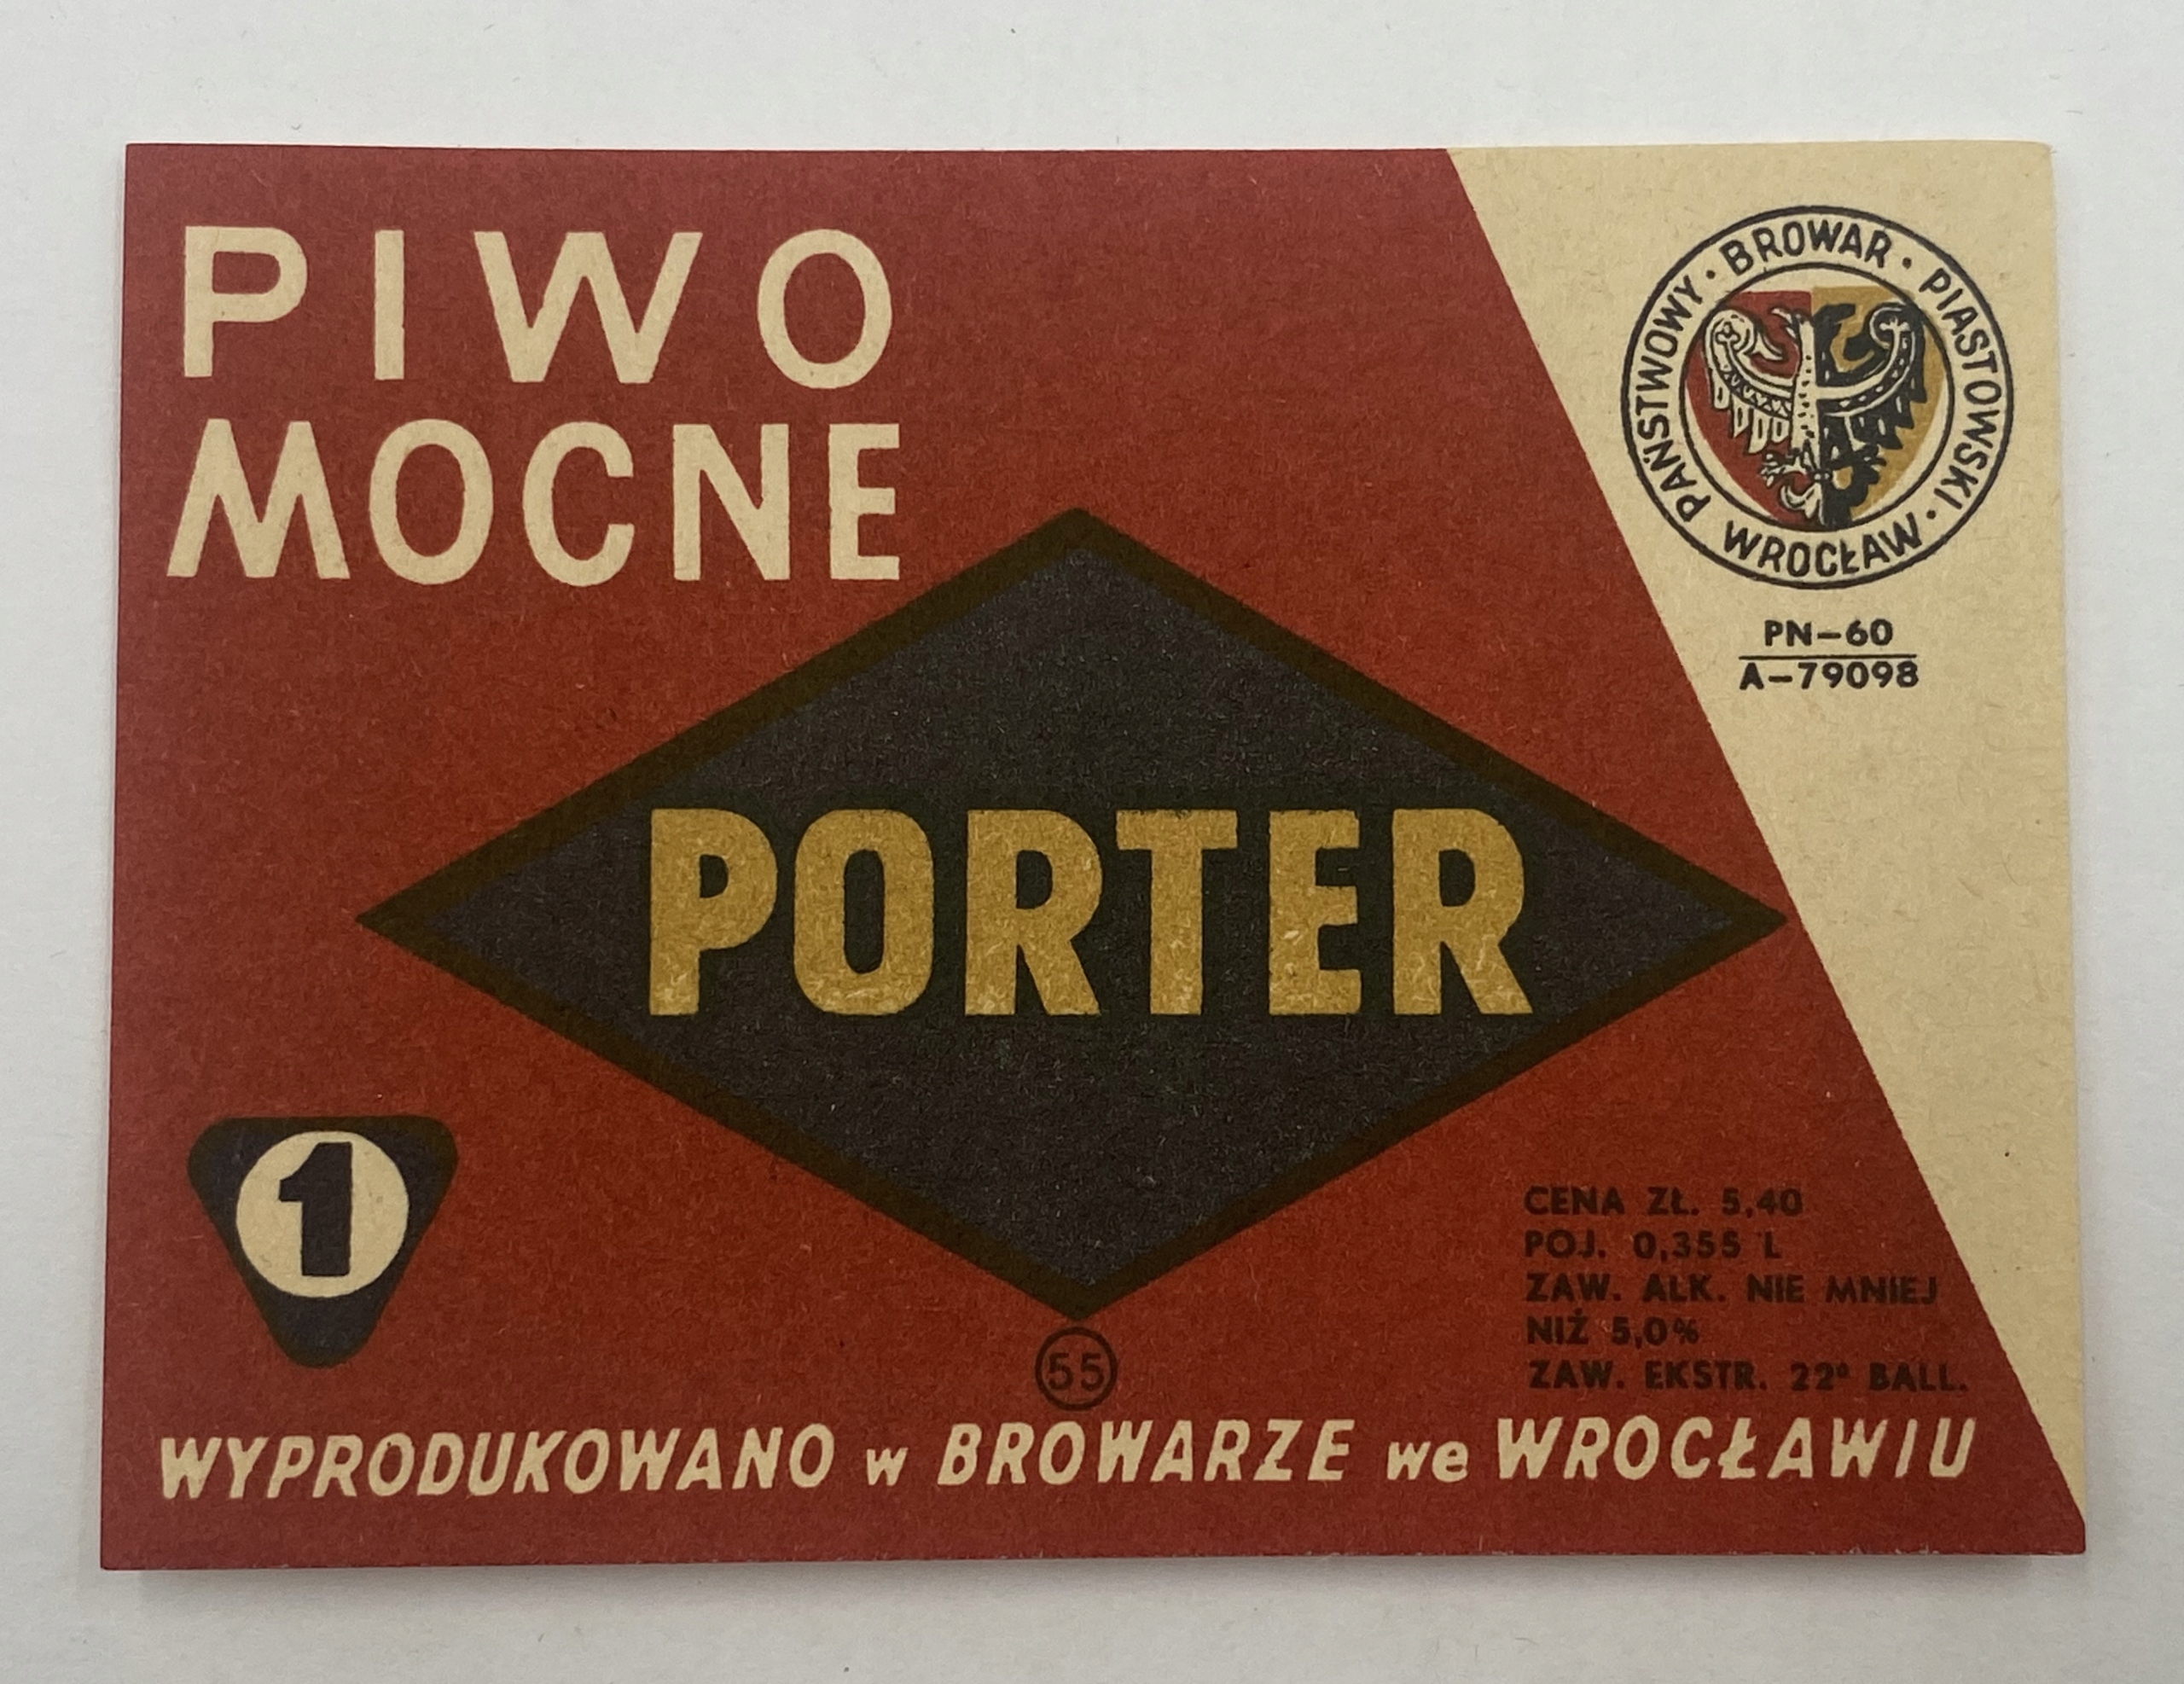 PIWO
MOCNE
PAŃSTWOWY · BROWAR · PIASTOWSKI · WROCŁAW
PN-60
A-79098
PORTER
1
CENA ZŁ. 5,40
POJ. 0,355 L
ZAW. ALK. NIE MNIEJ
NIŻ 5,0%
ZAW. EKSTR. 22° BALL.
55
WYPRODUKOWANO w BROWARZE we WROCŁAWIU